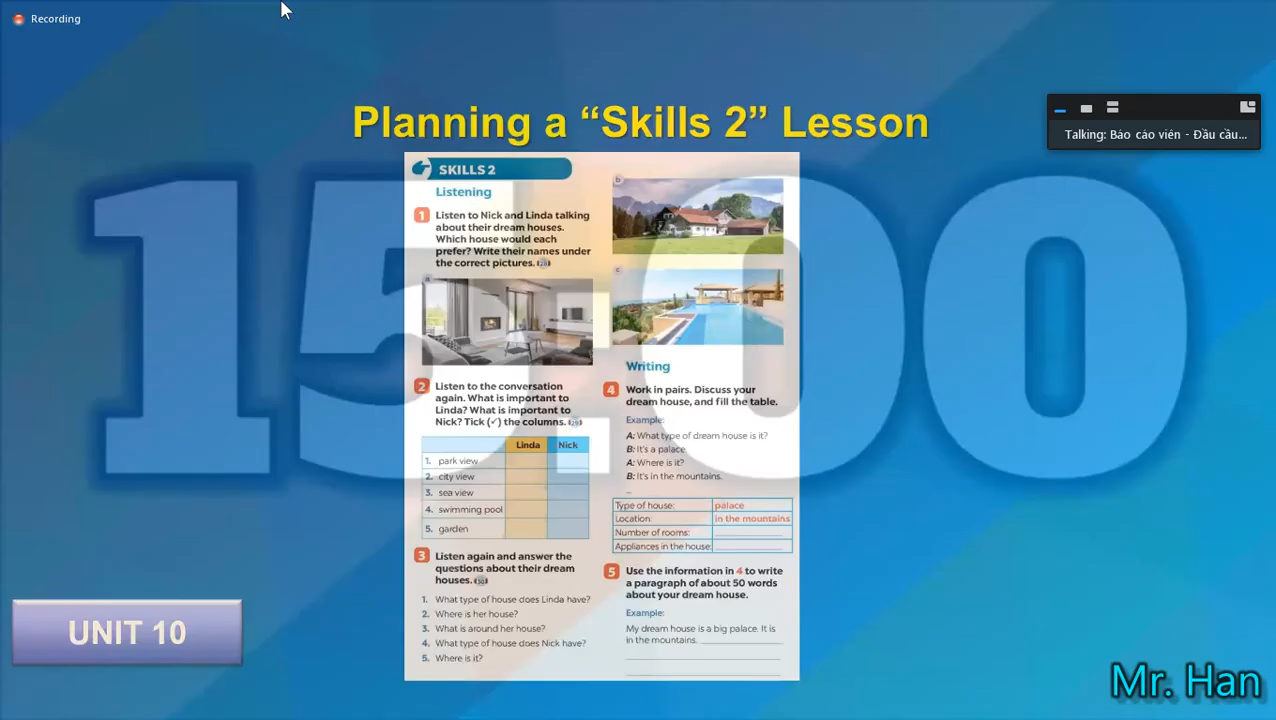 Recording
Planning a “Skills 2” Lesson
Talking: Báo cáo viên - Đầu cầu...
15:00
SKILLS 2
Listening
1 Listen to Nick and Linda talking
about their dream houses.
Which house would each
prefer? Write their names under
the correct pictures.
a
2 Listen to the conversation
again. What is important to
Linda? What is important to
Nick? Tick (✓) the columns.
Linda Nick
1. park view
2. city view
3. sea view
4. swimming pool
5. garden
3 Listen again and answer the
questions about their dream
houses.
1. What type of house does Linda have?
2. Where is her house?
3. What is around her house?
4. What type of house does Nick have?
5. Where is it?
b
c
Writing
4 Work in pairs. Discuss your
dream house, and fill the table.
Example:
A: What type of dream house is it?
B: It's a palace
A: Where is it?
B: It's in the mountains.
...
Type of house: palace
Location: in the mountains
Number of rooms:
Appliances in the house:
5 Use the information in 4 to write
a paragraph of about 50 words
about your dream house.
Example:
My dream house is a big palace. It is
in the mountains.
UNIT 10
Mr. Han